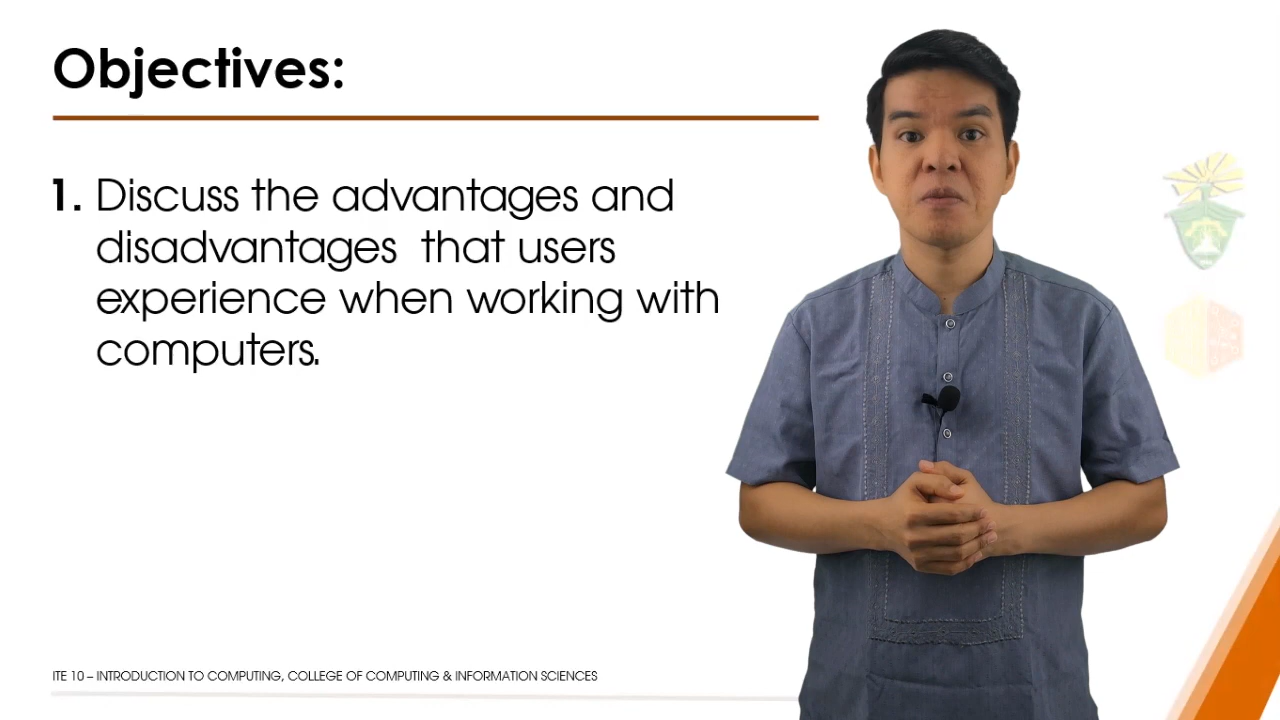 Objectives:
1. Discuss the advantages and
disadvantages that users
experience when working with
computers.
ITE 10 – INTRODUCTION TO COMPUTING, COLLEGE OF COMPUTING & INFORMATION SCIENCES